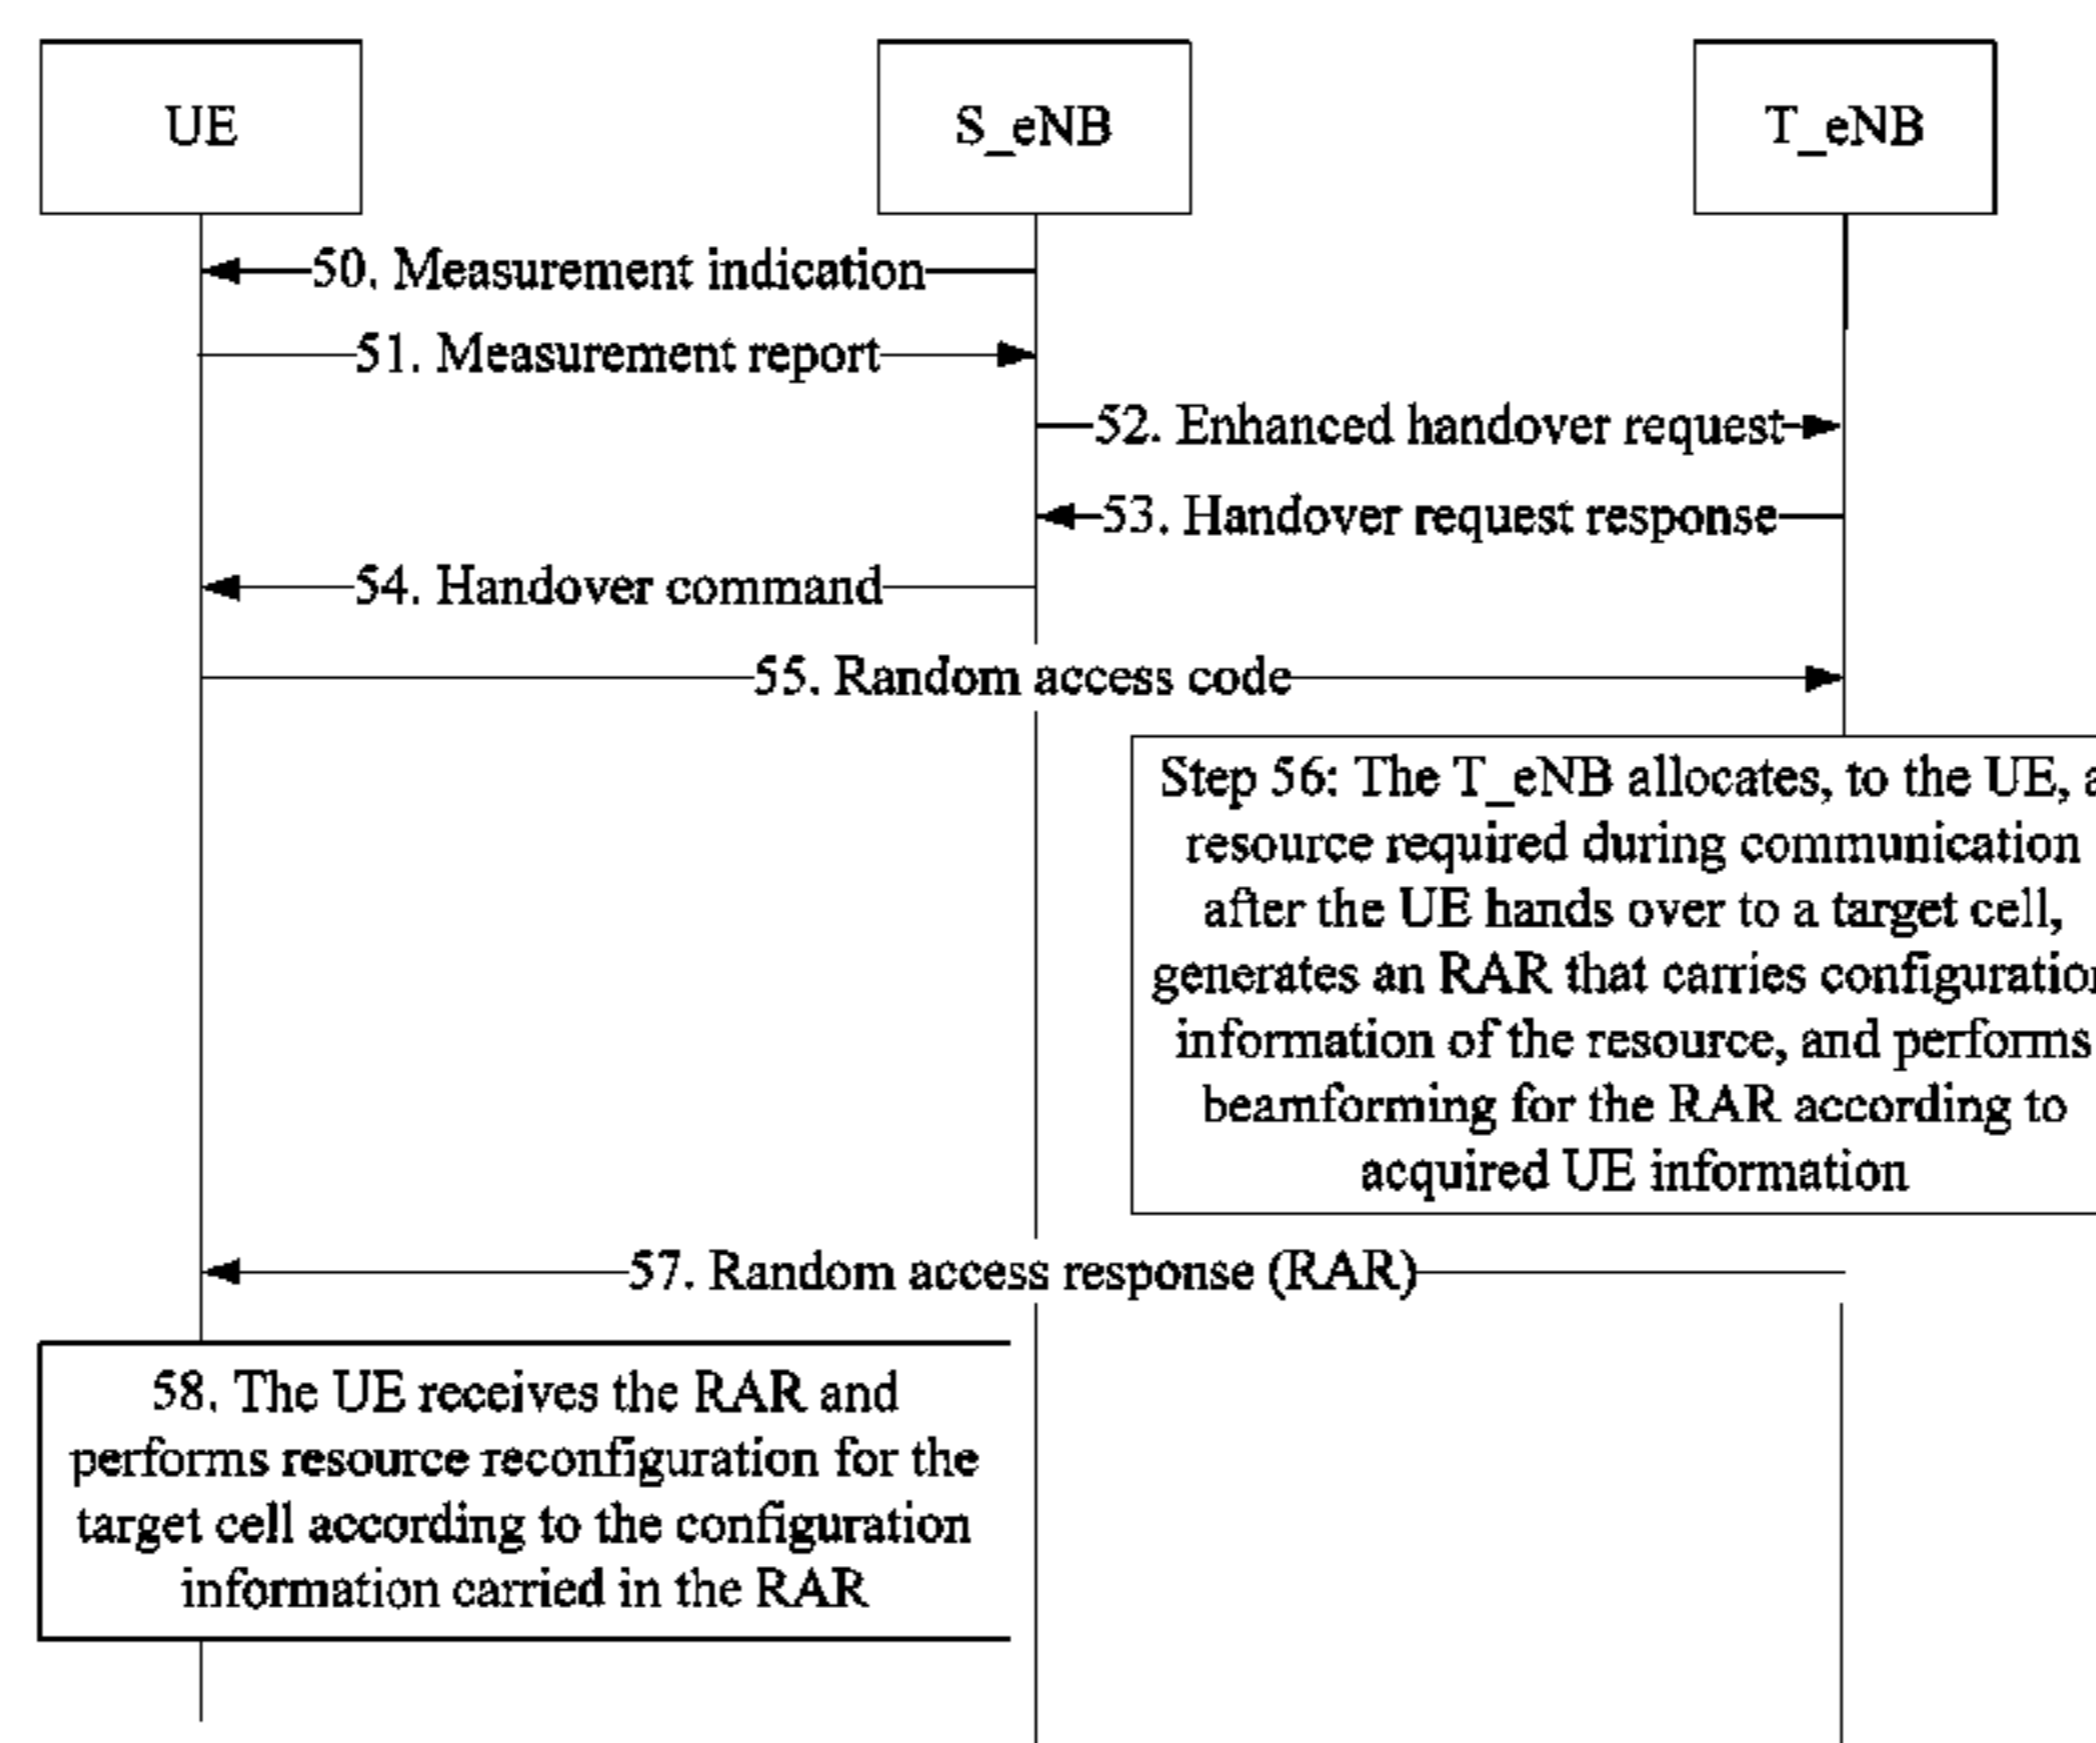 UE
S_eNB
T_eNB
50. Measurement indication
51. Measurement report
52. Enhanced handover request
53. Handover request response
54. Handover command
55. Random access code
Step 56: The T_eNB allocates, to the UE, a
resource required during communication
after the UE hands over to a target cell,
generates an RAR that carries configuration
information of the resource, and performs
beamforming for the RAR according to
acquired UE information
57. Random access response (RAR)
58. The UE receives the RAR and
performs resource reconfiguration for the
target cell according to the configuration
information carried in the RAR